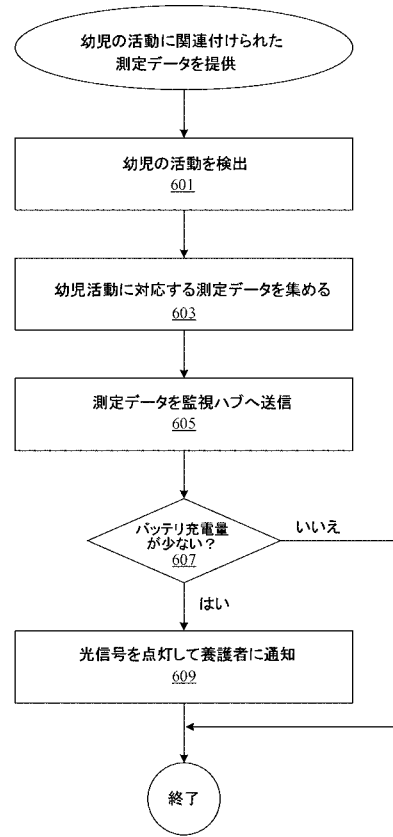 幼児の活動に関連付けられた
測定データを提供
幼児の活動を検出
601
幼児活動に対応する測定データを集める
603
測定データを監視ハブへ送信
605
バッテリ充電量
が少ない？
607
いいえ
はい
光信号を点灯して養護者に通知
609
終了